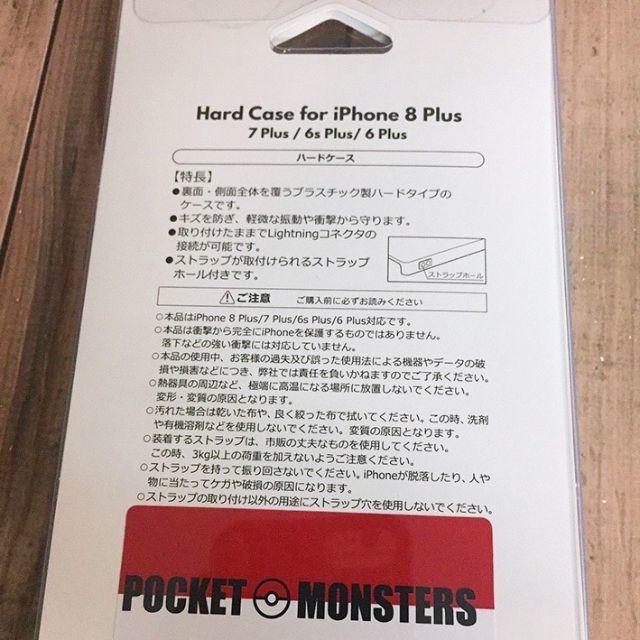 Hard Case for iPhone 8 Plus
7 Plus / 6s Plus/ 6 Plus
ハードケース
【特長】
●裏面・側面全体を覆うプラスチック製ハードタイプの
ケースです。
●キズを防ぎ、軽微な振動や衝撃から守ります。
●取り付けたままでLightningコネクタの
接続が可能です。
●ストラップが取付けられるストラップ
ホール付きです。
ストラップホール
⚠ご注意 ご購入前に必ずお読みください
○本品はiPhone 8 Plus/7 Plus/6s Plus/6 Plus対応です。
○本品は衝撃から完全にiPhoneを保護するものではありません。
落下などの強い衝撃には対応していません。
○本品の使用中、お客様の過失及び誤った使用法による機器やデータの破
損や損害などにつき、弊社では責任を負いかねますのでご了承ください。
○熱器具の周辺など、極端に高温になる場所に放置しないでください。
変形・変質の原因となります。
○汚れた場合は乾いた布や、良く絞った布で拭いてください。この時、洗剤
や有機溶剤などを使用しないでください。変質の原因となります。
○装着するストラップは、市販の丈夫なものを使用してください。
この時、3kg以上の荷重を加えないようご注意ください。
○ストラップを持って振り回さないでください。iPhoneが脱落したり、人や
物に当たってケガや破損の原因になります。
○ストラップの取り付け以外の用途にストラップ穴を使用しないでください。
POCKET MONSTERS